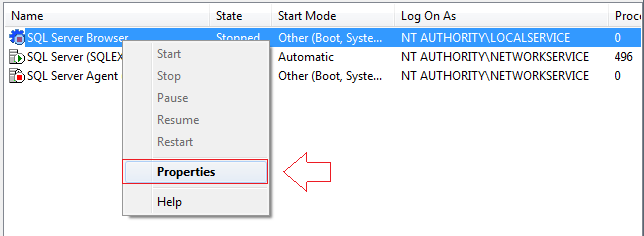 Name State Start Mode Log On As Proce
SQL Server Browser Stopped Other (Boot, Syste... NT AUTHORITY\LOCALSERVICE 0
SQL Server (SQLEX Automatic NT AUTHORITY\NETWORKSERVICE 496
SQL Server Agent Other (Boot, Syste... NT AUTHORITY\NETWORKSERVICE 0
Start
Stop
Pause
Resume
Restart
Properties
Help